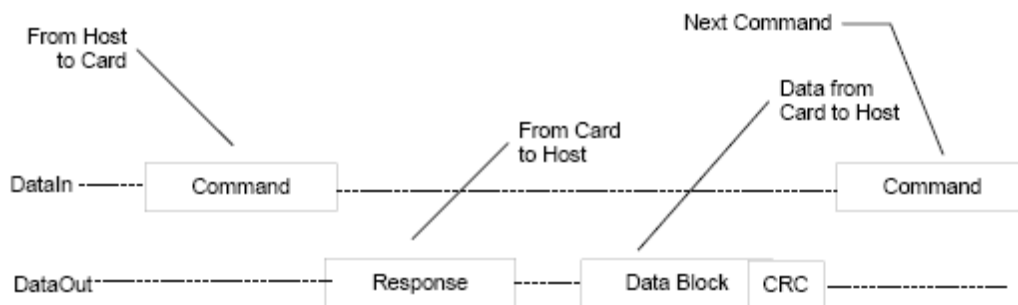 Next Command
From Host
to Card
Data from
Card to Host
From Card
to Host
DataIn
Command
Command
DataOut
Response
Data Block
CRC